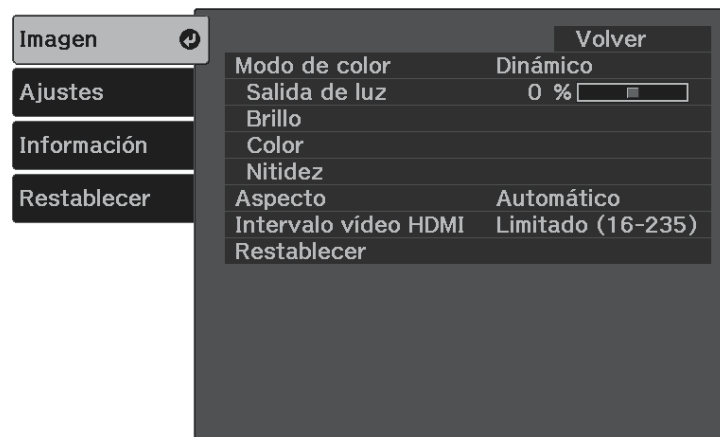 Imagen
Ajustes
Información
Restablecer
Volver
Modo de color Dinámico
Salida de luz 0 %
Brillo
Color
Nitidez
Aspecto Automático
Intervalo vídeo HDMI Limitado (16-235)
Restablecer